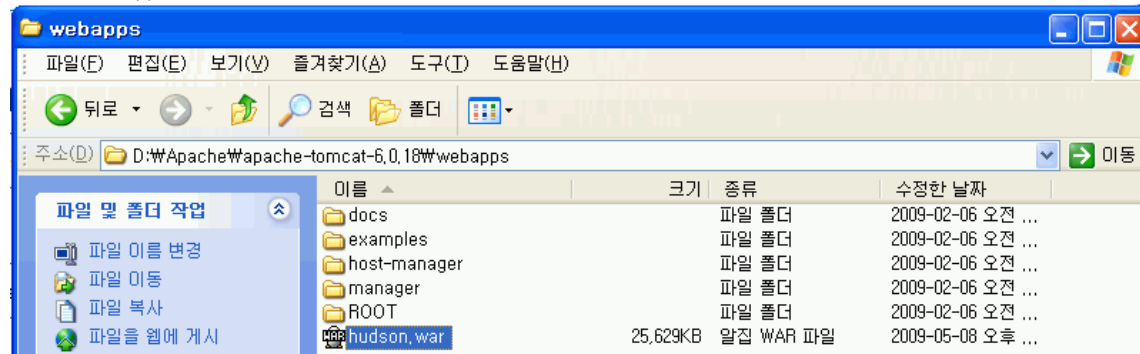 webapps
파일(F) 편집(E) 보기(V) 즐겨찾기(A) 도구(T) 도움말(H)
뒤로 검색 폴더
주소(D) D:₩Apache₩apache-tomcat-6.0.18₩webapps 이동
이름 크기 종류 수정한 날짜
파일 및 폴더 작업
docs 파일 폴더 2009-02-06 오전 ...
examples 파일 폴더 2009-02-06 오전 ...
파일 이름 변경
host-manager 파일 폴더 2009-02-06 오전 ...
파일 이동
manager 파일 폴더 2009-02-06 오전 ...
파일 복사
ROOT 파일 폴더 2009-02-06 오전 ...
파일을 웹에 게시
hudson.war 25,629KB 알집 WAR 파일 2009-05-08 오후 ...